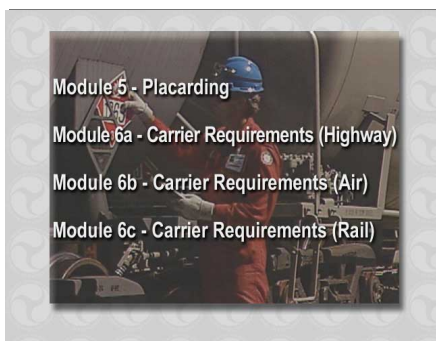 Module 5 - Placarding
Module 6a - Carrier Requirements (Highway)
Module 6b - Carrier Requirements (Air)
Module 6c - Carrier Requirements (Rail)